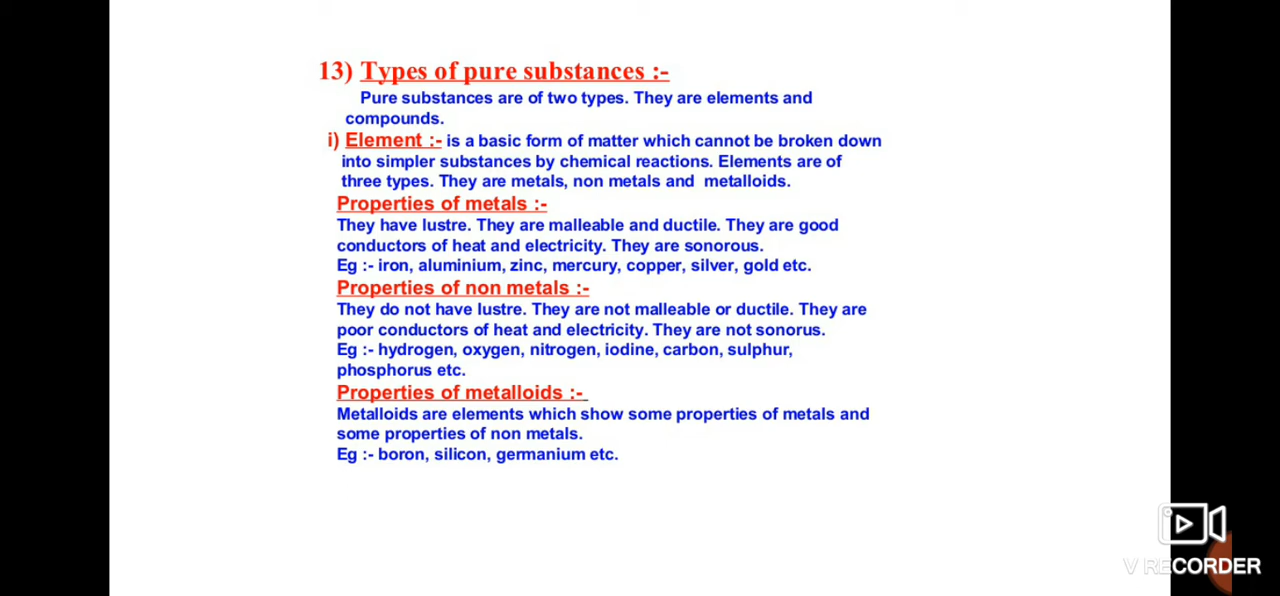 13) Types of pure substances :-
Pure substances are of two types. They are elements and
compounds.
i) Element :- is a basic form of matter which cannot be broken down
into simpler substances by chemical reactions. Elements are of
three types. They are metals, non metals and metalloids.
Properties of metals :-
They have lustre. They are malleable and ductile. They are good
conductors of heat and electricity. They are sonorous.
Eg :- iron, aluminium, zinc, mercury, copper, silver, gold etc.
Properties of non metals :-
They do not have lustre. They are not malleable or ductile. They are
poor conductors of heat and electricity. They are not sonorus.
Eg :- hydrogen, oxygen, nitrogen, iodine, carbon, sulphur,
phosphorus etc.
Properties of metalloids :-
Metalloids are elements which show some properties of metals and
some properties of non metals.
Eg :- boron, silicon, germanium etc.
V RECORDER